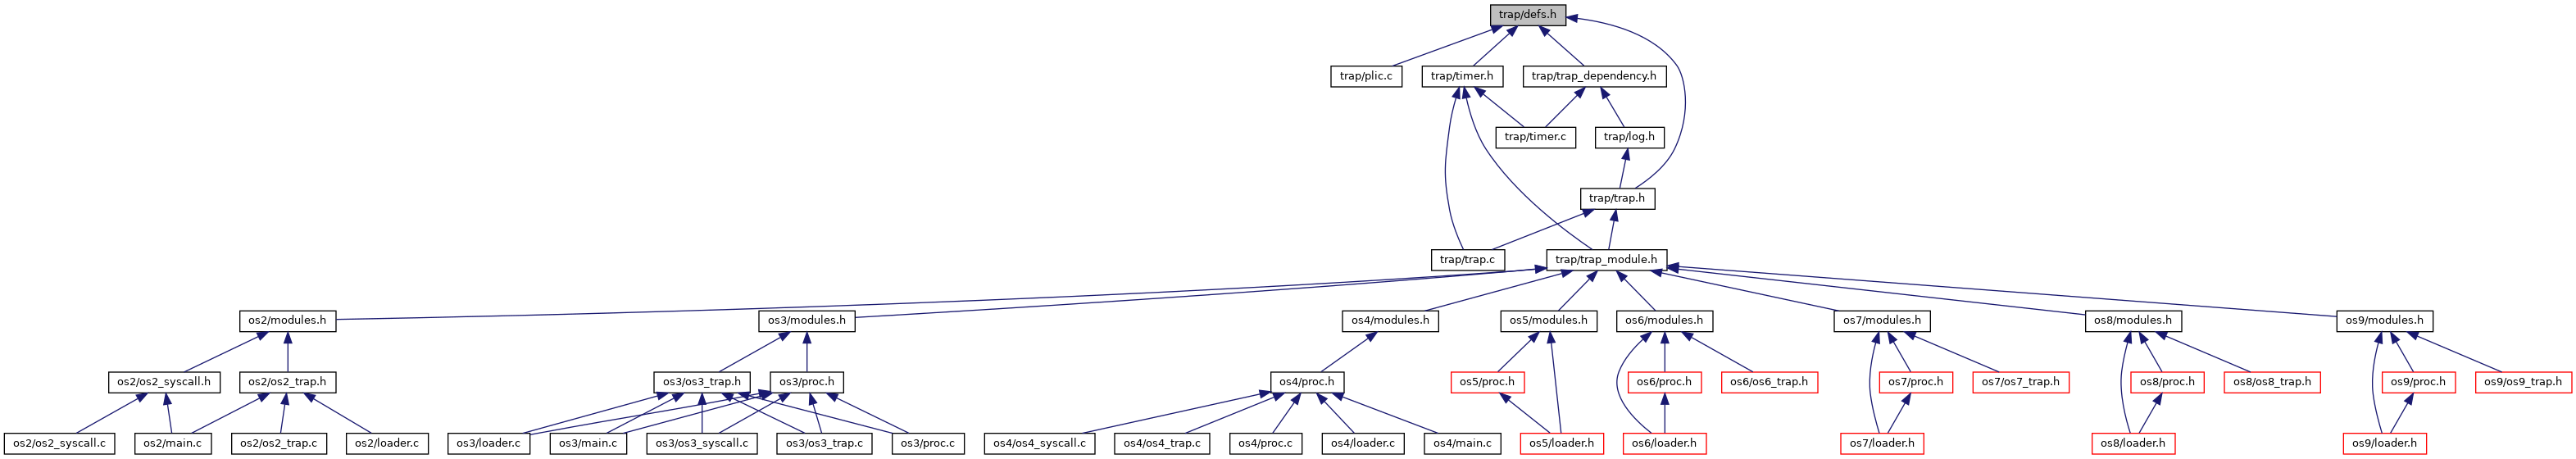 trap/defs.h
trap/plic.c
trap/timer.h
trap/trap_dependency.h
trap/timer.c
trap/log.h
trap/trap.h
trap/trap.c
trap/trap_module.h
os2/modules.h
os3/modules.h
os4/modules.h
os5/modules.h
os6/modules.h
os7/modules.h
os8/modules.h
os9/modules.h
os2/os2_syscall.h
os2/os2_trap.h
os3/os3_trap.h
os3/proc.h
os4/proc.h
os5/proc.h
os6/proc.h
os6/os6_trap.h
os7/proc.h
os7/os7_trap.h
os8/proc.h
os8/os8_trap.h
os9/proc.h
os9/os9_trap.h
os2/os2_syscall.c
os2/main.c
os2/os2_trap.c
os2/loader.c
os3/loader.c
os3/main.c
os3/os3_syscall.c
os3/os3_trap.c
os3/proc.c
os4/os4_syscall.c
os4/os4_trap.c
os4/proc.c
os4/loader.c
os4/main.c
os5/loader.h
os6/loader.h
os7/loader.h
os8/loader.h
os9/loader.h